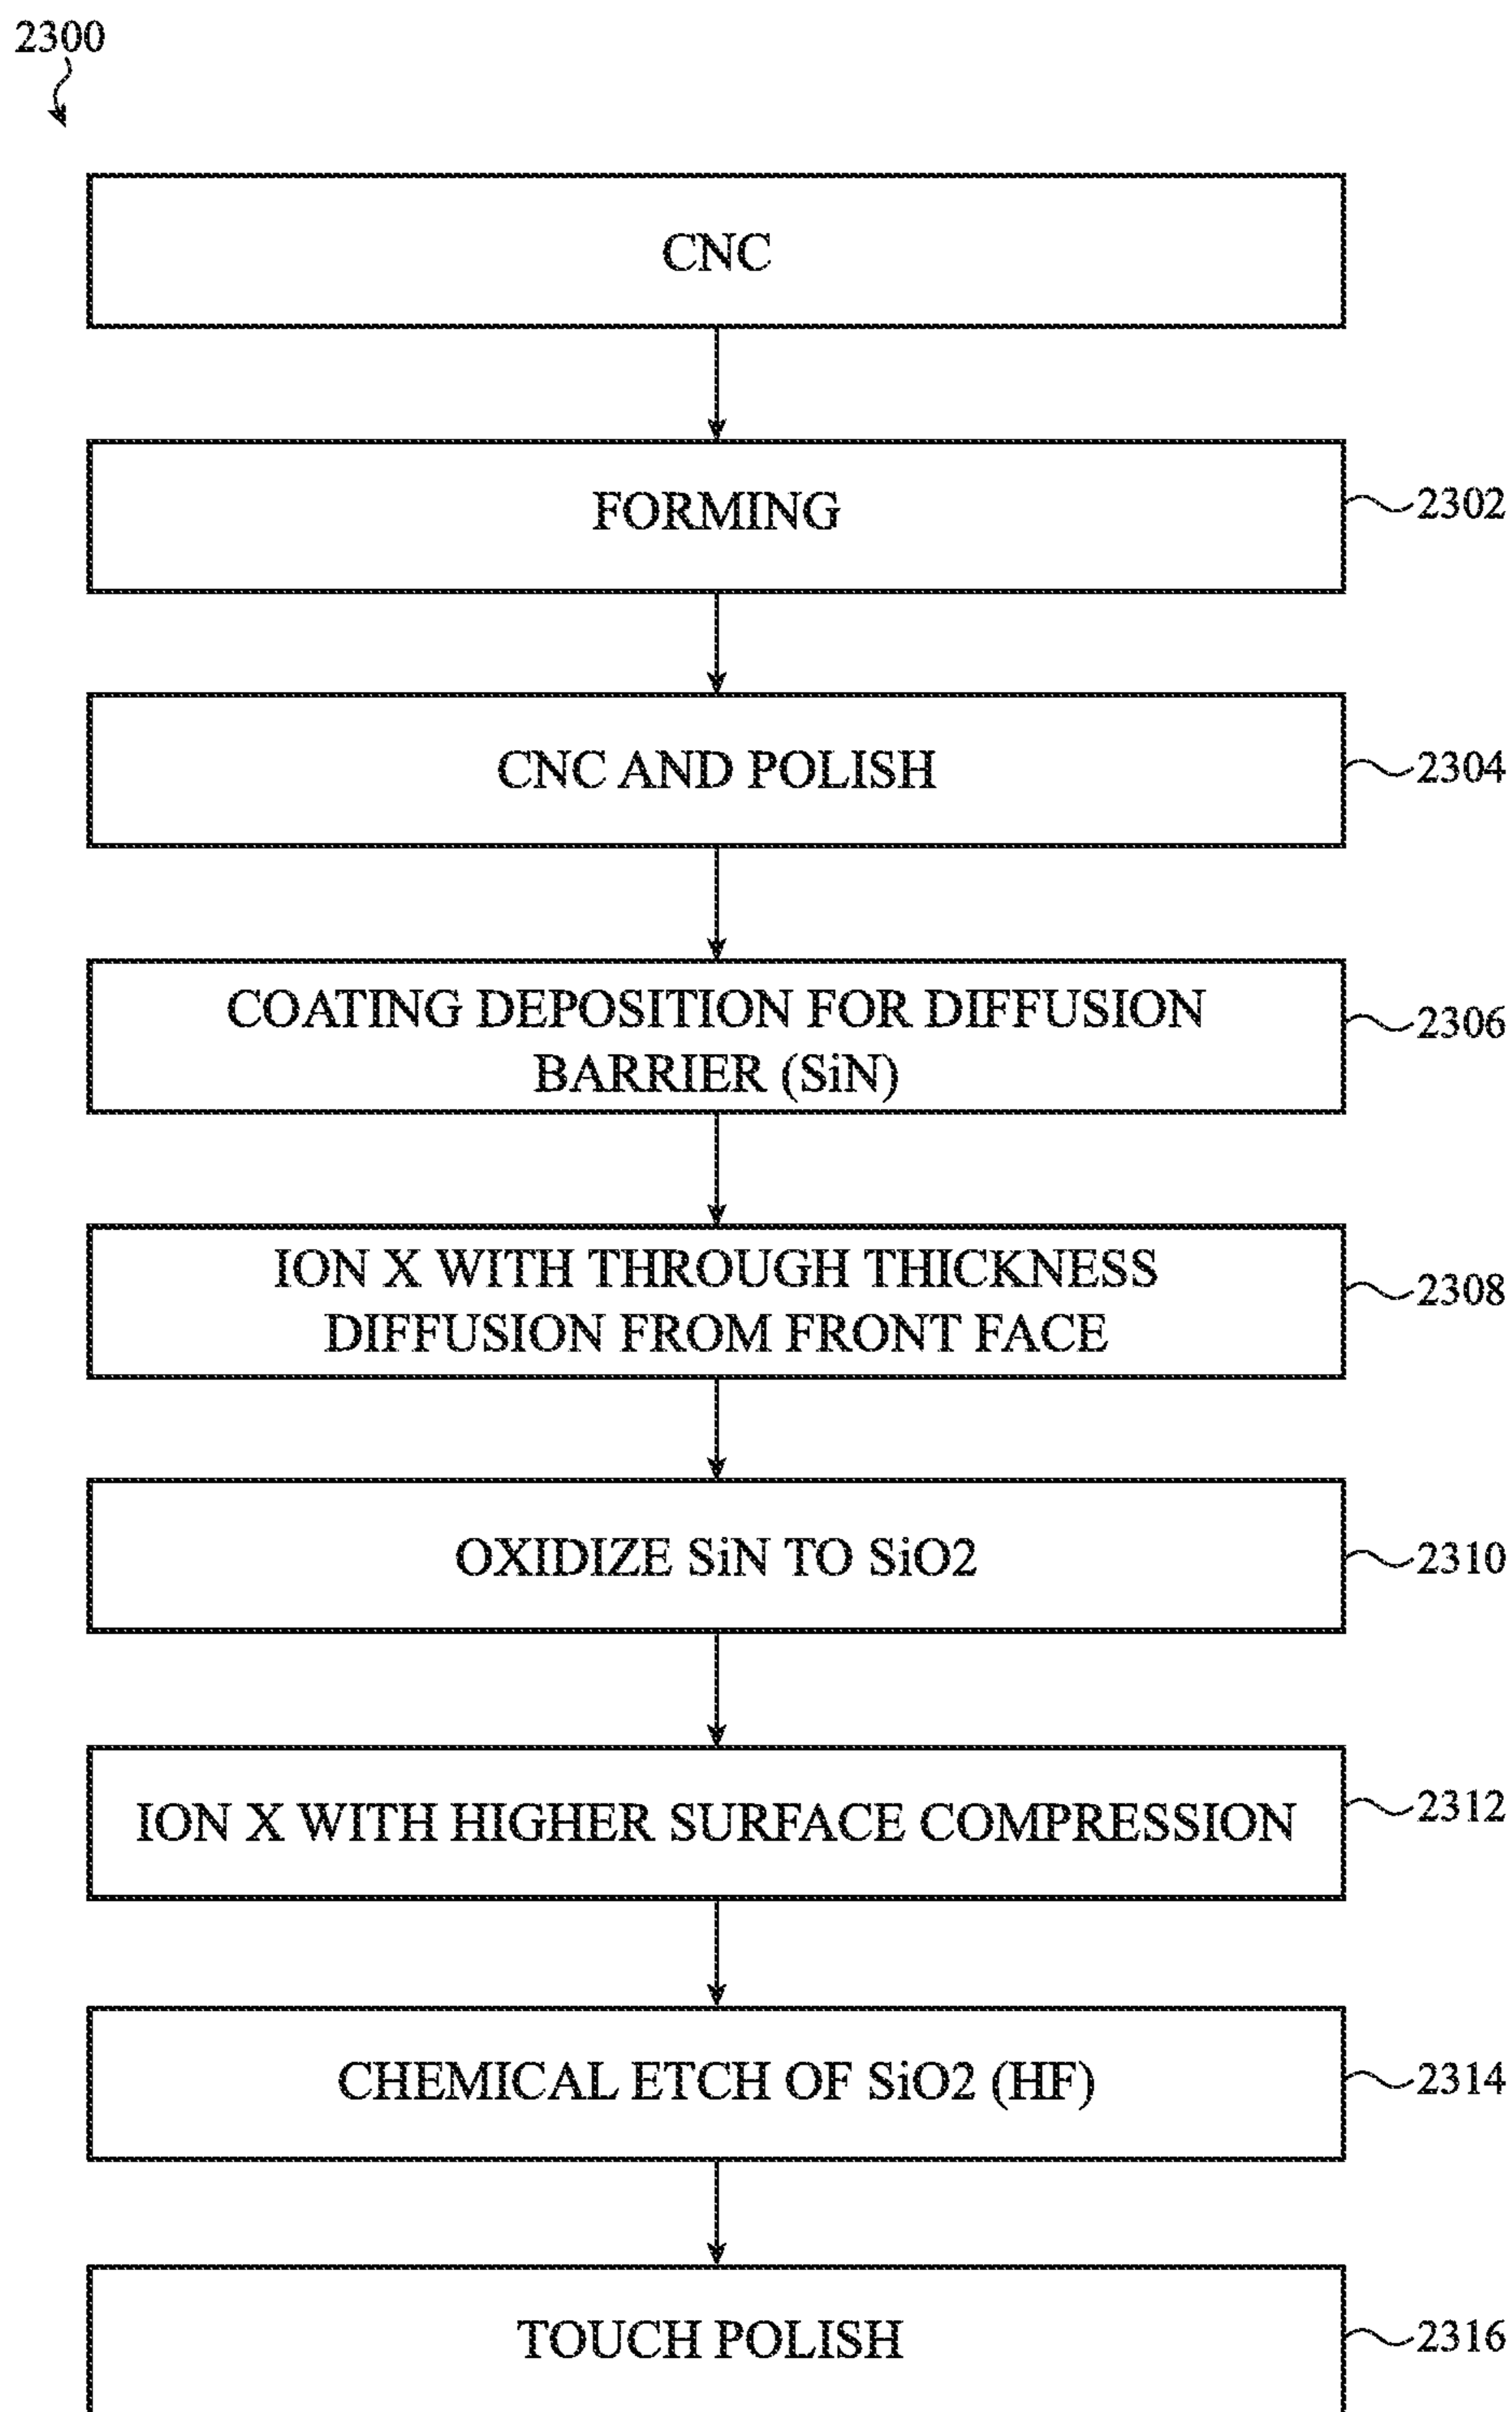 2300
CNC
FORMING
2302
CNC AND POLISH
2304
COATING DEPOSITION FOR DIFFUSION
BARRIER (SiN)
2306
ION X WITH THROUGH THICKNESS
DIFFUSION FROM FRONT FACE
2308
OXIDIZE SiN TO SiO2
2310
ION X WITH HIGHER SURFACE COMPRESSION
2312
CHEMICAL ETCH OF SiO2 (HF)
2314
TOUCH POLISH
2316